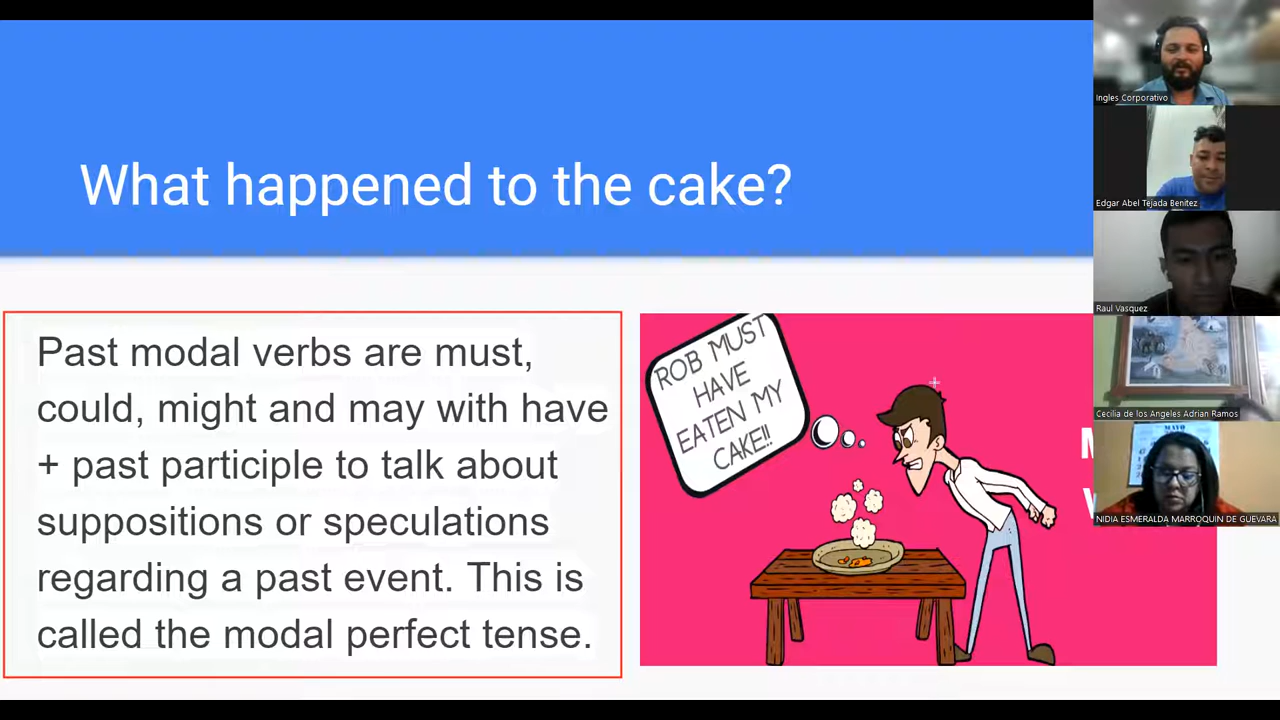 What happened to the cake?
Past modal verbs are must,
could, might and may with have
+ past participle to talk about
suppositions or speculations
regarding a past event. This is
called the modal perfect tense.
ROB MUST
HAVE
EATEN MY
CAKE!!
Ingles Corporativo
Edgar Abel Tejada Benitez
Raul Vasquez
Cecilia de los Angeles Adrian Ramos
MAYO
NIDIA ESMERALDA MARROQUIN DE GUEVARA